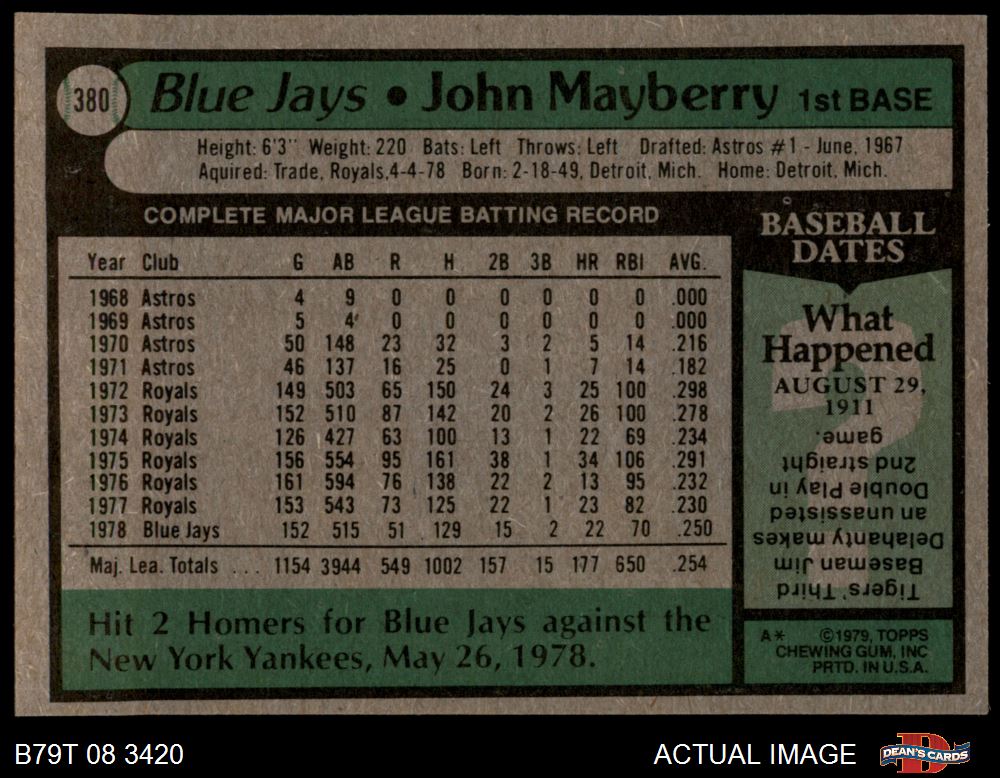 380 Blue Jays • John Mayberry 1st BASE
Height: 6'3" Weight: 220 Bats: Left Throws: Left Drafted: Astros #1 - June, 1967
Aquired: Trade, Royals,4-4-78 Born: 2-18-49, Detroit, Mich. Home: Detroit, Mich.
COMPLETE MAJOR LEAGUE BATTING RECORD
Year Club G AB R H 2B 3B HR RBI AVG.
1968 Astros 4 9 0 0 0 0 0 0 .000
1969 Astros 5 4 0 0 0 0 0 0 .000
1970 Astros 50 148 23 32 3 2 5 14 .216
1971 Astros 46 137 16 25 0 1 7 14 .182
1972 Royals 149 503 65 150 24 3 25 100 .298
1973 Royals 152 510 87 142 20 2 26 100 .278
1974 Royals 126 427 63 100 13 1 22 69 .234
1975 Royals 156 554 95 161 38 1 34 106 .291
1976 Royals 161 594 76 138 22 2 13 95 .232
1977 Royals 153 543 73 125 22 1 23 82 .230
1978 Blue Jays 152 515 51 129 15 2 22 70 .250
Maj. Lea. Totals ... 1154 3944 549 1002 157 15 177 650 .254
Hit 2 Homers for Blue Jays against the
New York Yankees, May 26, 1978.
BASEBALL
DATES
What
Happened
AUGUST 29,
1911
Tigers' Third
Baseman Jim
Delahanty makes
an unassisted
Double Play in
2nd straight
game.
A* ©1979, TOPPS
CHEWING GUM, INC
PRTD. IN U.S.A.
B79T 08 3420
ACTUAL IMAGE
DEAN'S CARDS